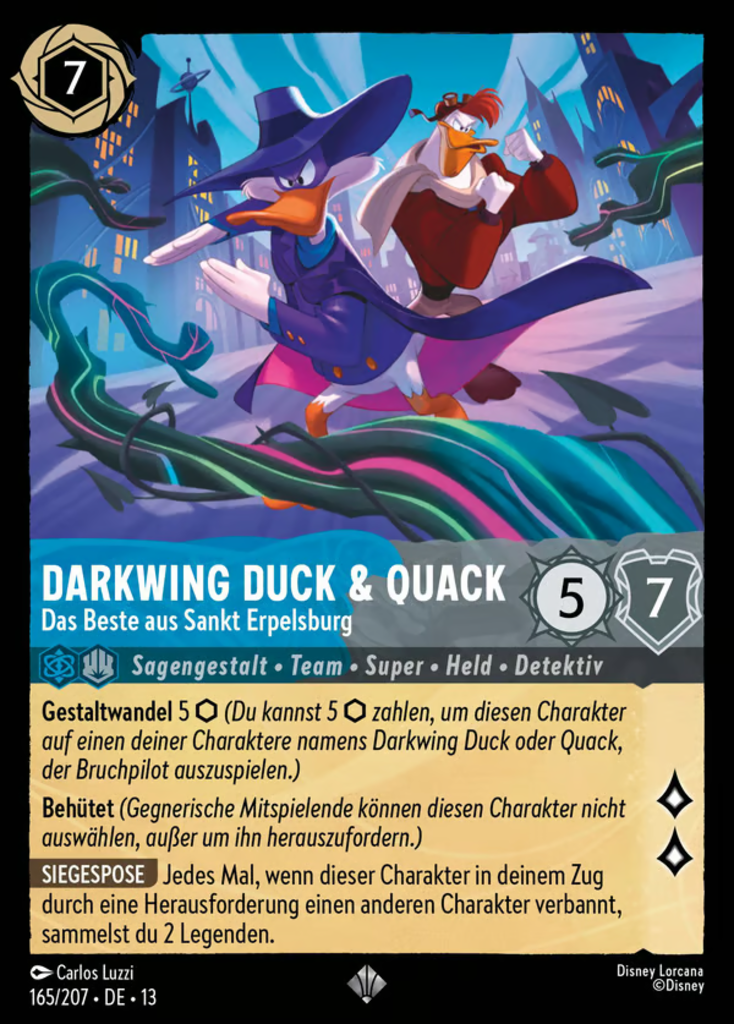 7
DARKWING DUCK & QUACK
Das Beste aus Sankt Erpelsburg
5
7
Sagengestalt • Team • Super • Held • Detektiv
Gestaltwandel 5 ⬡ (Du kannst 5 ⬡ zahlen, um diesen Charakter
auf einen deiner Charaktere namens Darkwing Duck oder Quack,
der Bruchpilot auszuspielen.)
Behütet (Gegnerische Mitspielende können diesen Charakter nicht
auswählen, außer um ihn herauszufordern.)
SIEGESPOSE Jedes Mal, wenn dieser Charakter in deinem Zug
durch eine Herausforderung einen anderen Charakter verbannt,
sammelst du 2 Legenden.
Carlos Luzzi
165/207 • DE • 13
Disney Lorcana
©Disney